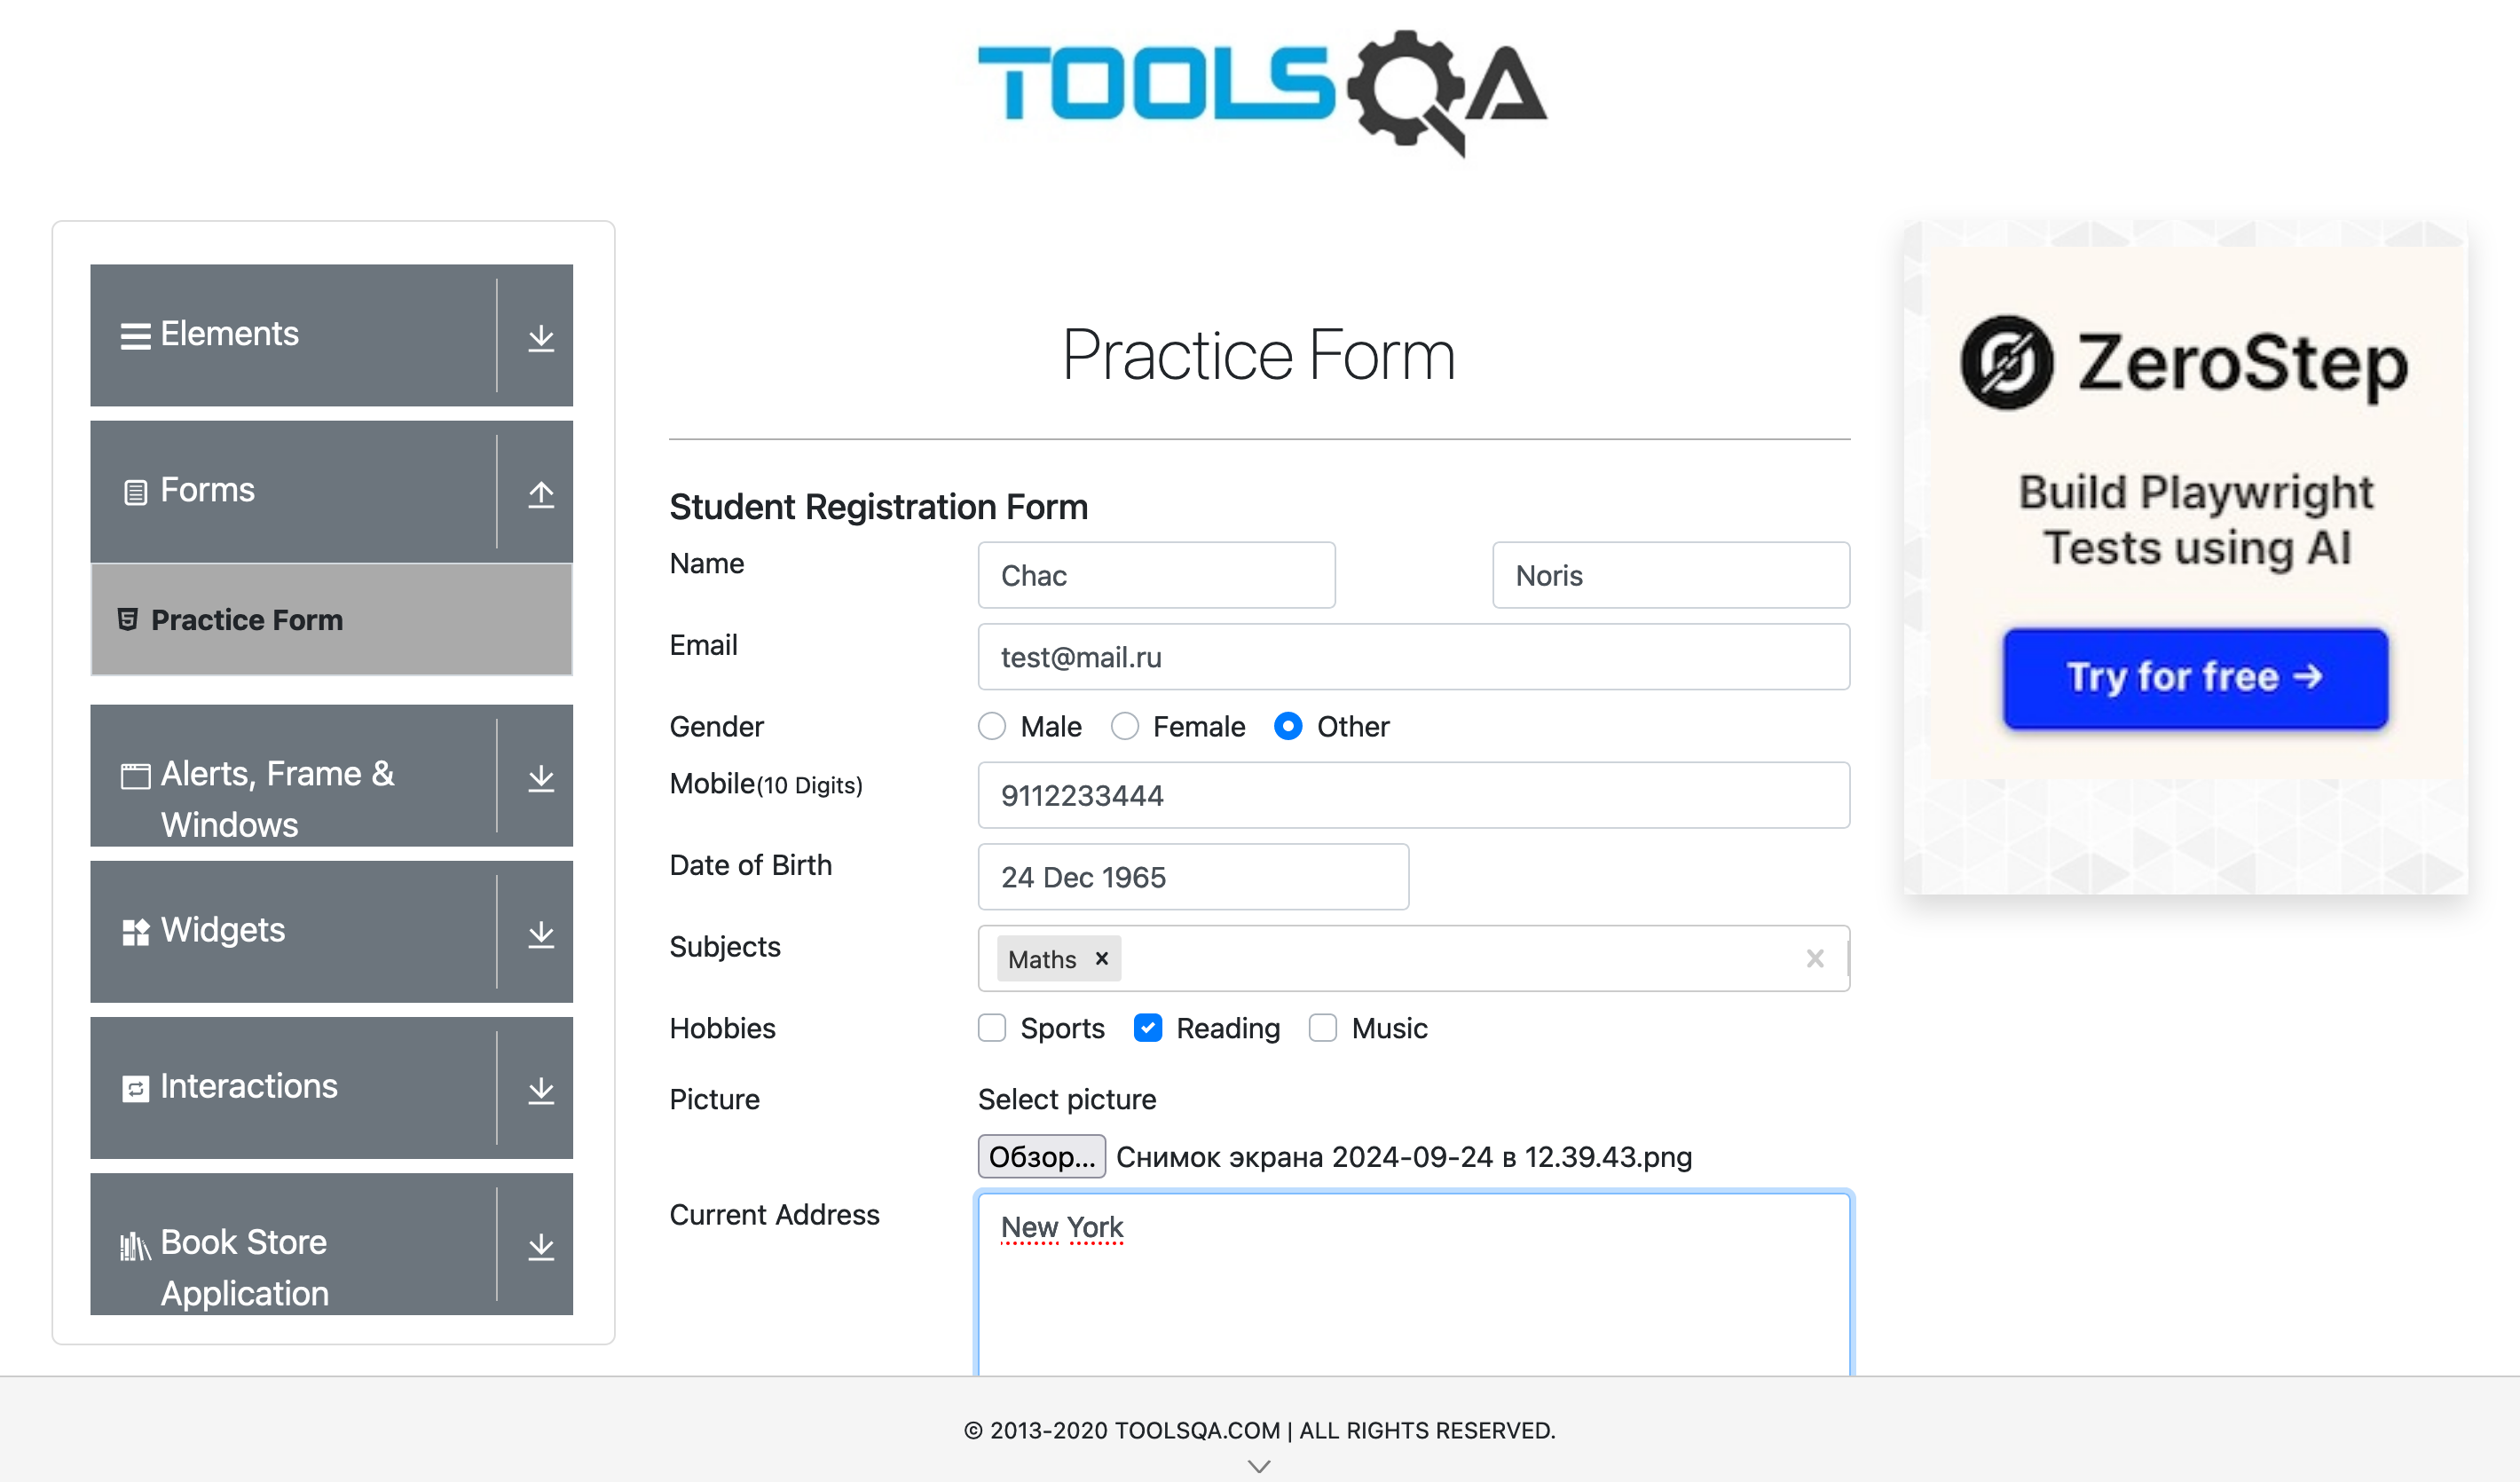 TOOLSQA
Elements
Forms
Practice Form
Alerts, Frame &
Windows
Widgets
Interactions
Book Store
Application
Practice Form
Student Registration Form
Name
Chac
Noris
Email
test@mail.ru
Gender
Male
Female
Other
Mobile(10 Digits)
9112233444
Date of Birth
24 Dec 1965
Subjects
Maths
Hobbies
Sports
Reading
Music
Picture
Select picture
Обзор... Снимок экрана 2024-09-24 в 12.39.43.png
Current Address
New York
ZeroStep
Build Playwright
Tests using AI
Try for free →
© 2013-2020 TOOLSQA.COM | ALL RIGHTS RESERVED.